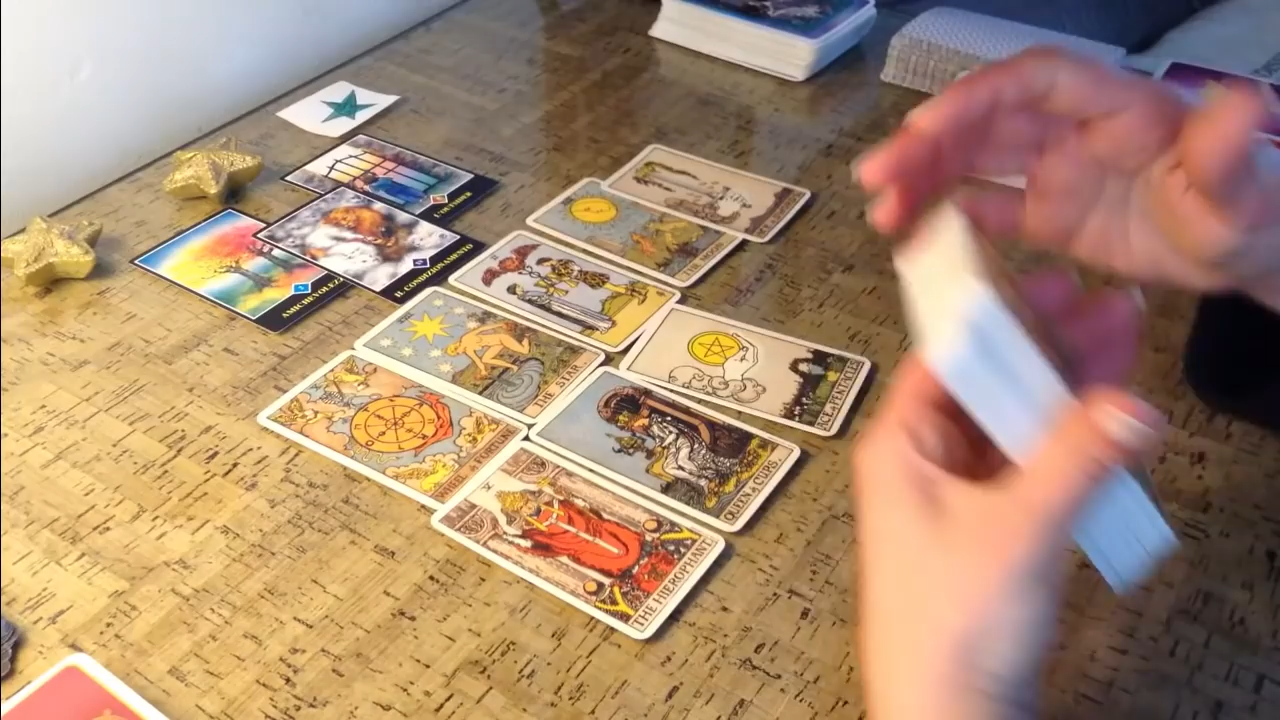 L'OUTSIDER
IL CONDIZIONAMENTO
AMICHEVOLEZZA
THE MOON
THE STAR
ACE of PENTACLES
WHEEL of FORTUNE
QUEEN of CUPS.
V
THE HIEROPHANT.